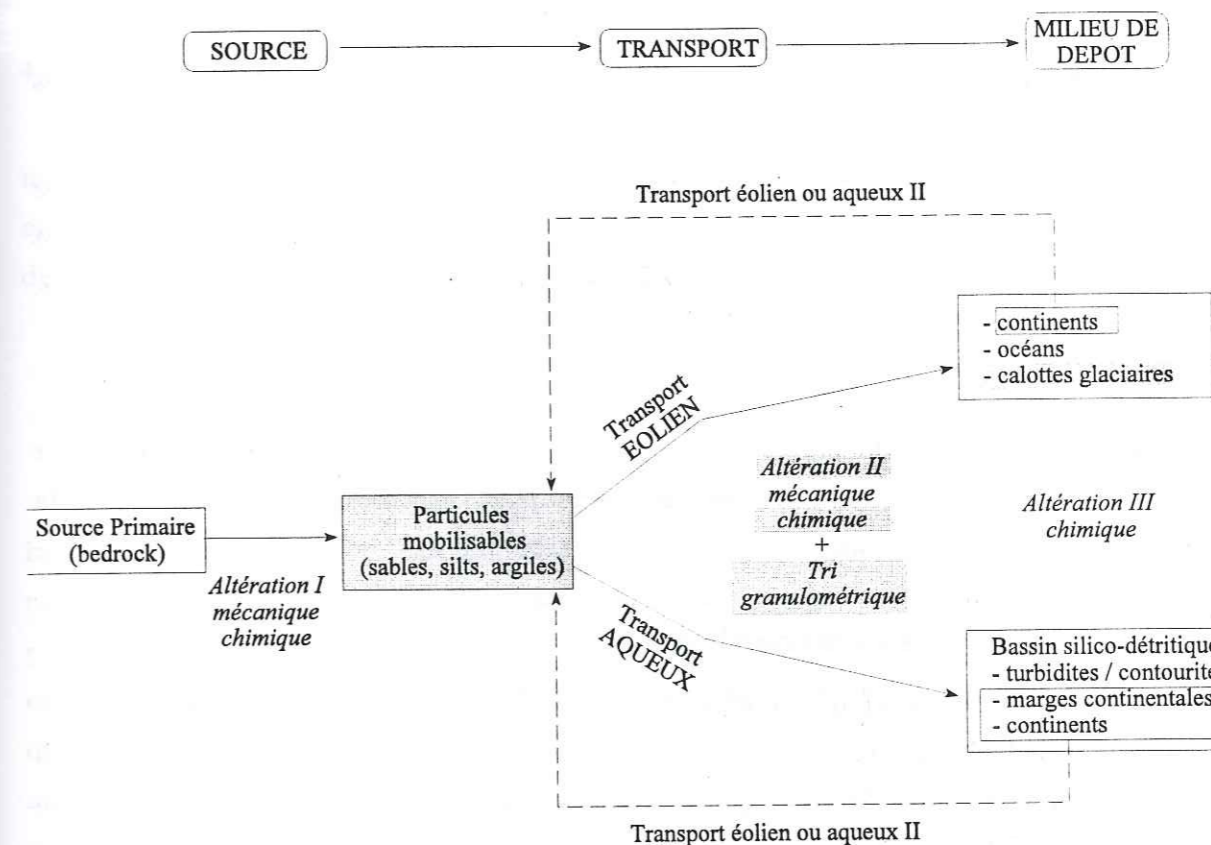 SOURCE
TRANSPORT
MILIEU DE
DEPOT
Transport éolien ou aqueux II
- continents
- océans
- calottes glaciaires
Transport
EOLIEN
Altération II
mécanique
chimique
+
Tri
granulométrique
Altération III
chimique
Source Primaire
(bedrock)
Altération I
mécanique
chimique
Particules
mobilisables
(sables, silts, argiles)
Transport
AQUEUX
Bassin silico-détritique
- turbidites / contourite
- marges continentales
- continents
Transport éolien ou aqueux II